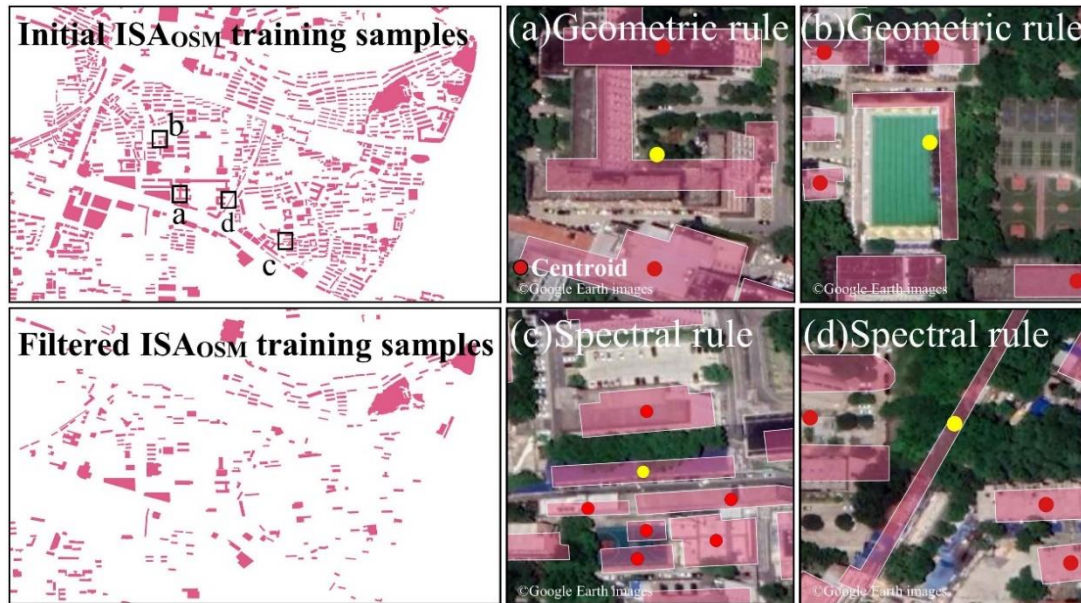 Initial ISAOSM training samples
b
a
d
c
(a)Geometric rule
Centroid
©Google Earth images
(b)Geometric rule
©Google Earth images
Filtered ISAOSM training samples
(c)Spectral rule
©Google Earth images
(d)Spectral rule
©Google Earth images